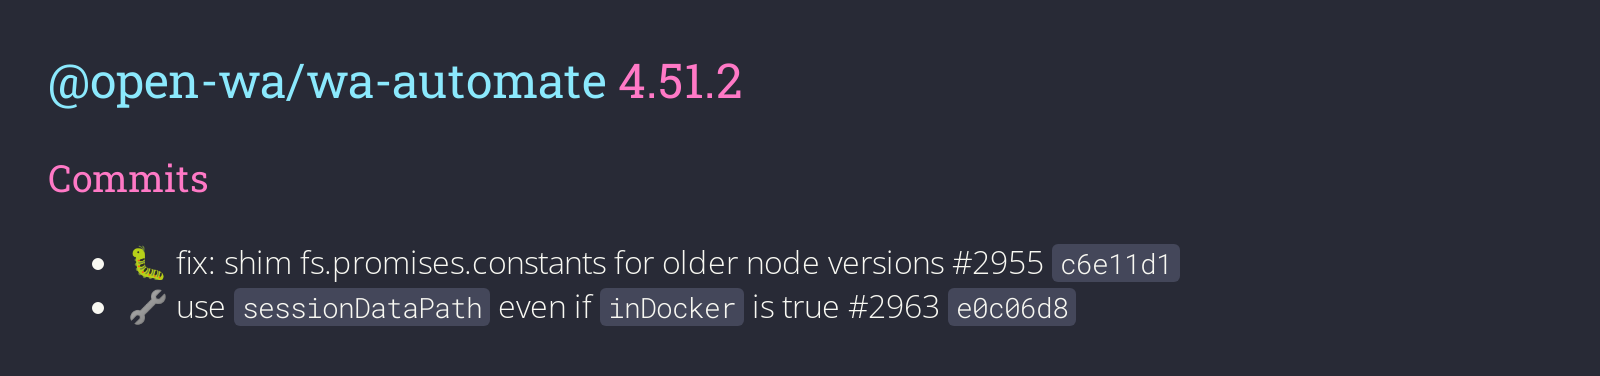 @open-wa/wa-automate 4.51.2
Commits
🐛 fix: shim fs.promises.constants for older node versions #2955 c6e11d1
🔧 use sessionDataPath even if inDocker is true #2963 e0c06d8